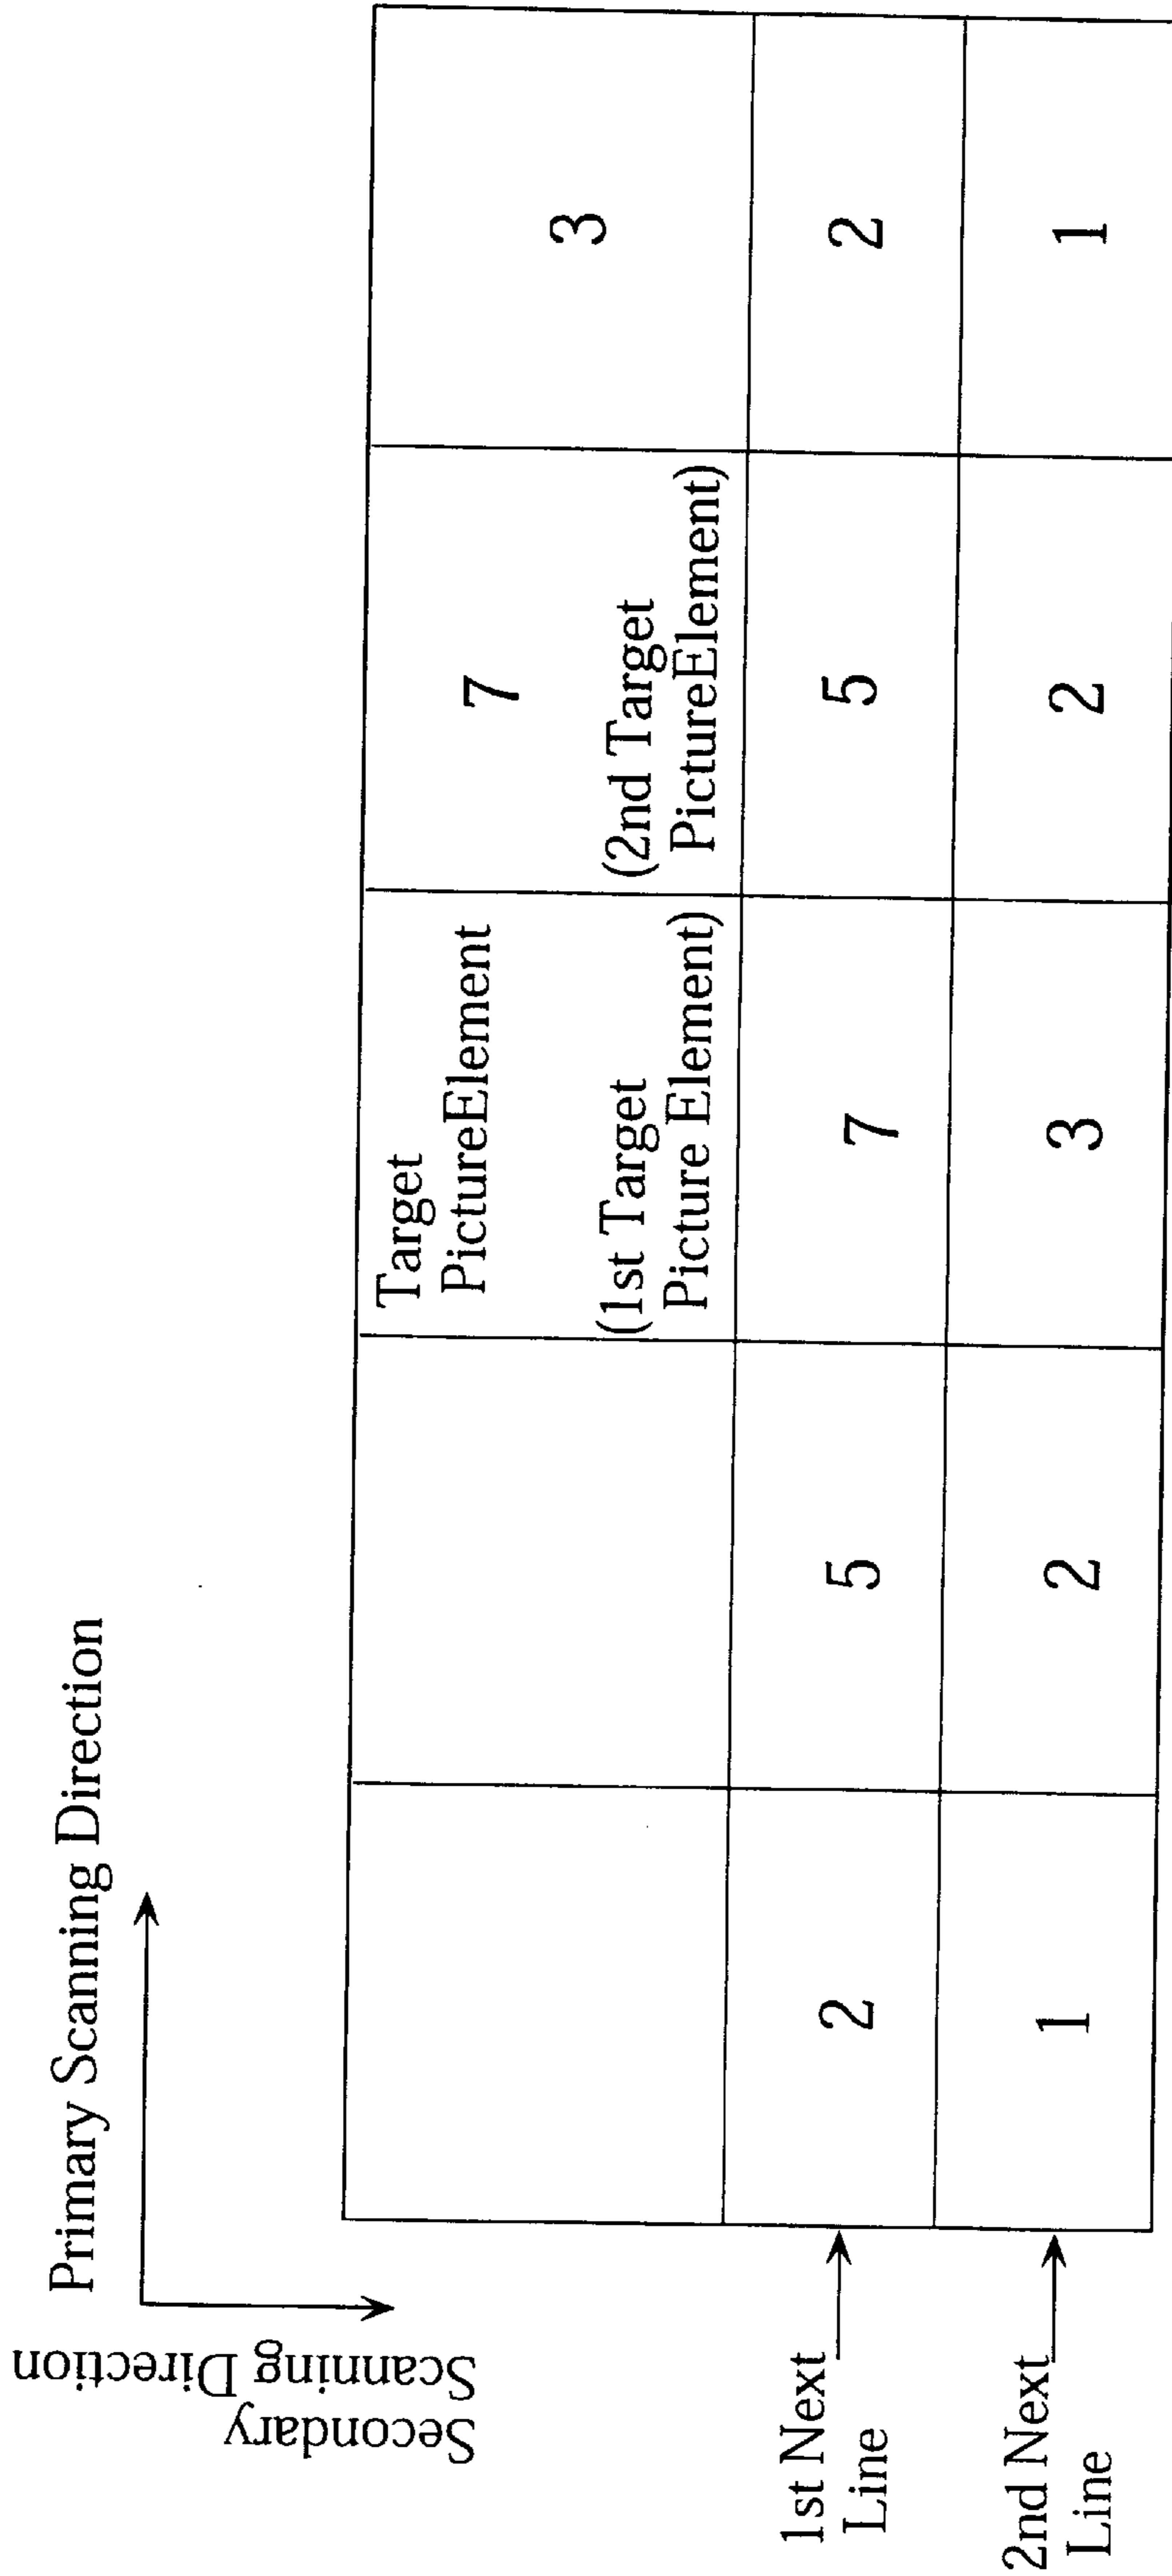 Primary Scanning Direction
Secondary
Scanning Direction
Target
PictureElement
(1st Target
Picture Element)
7
(2nd Target
PictureElement)
3
1st Next
Line
2 5 7 5 2
2nd Next
Line
1 2 3 2 1